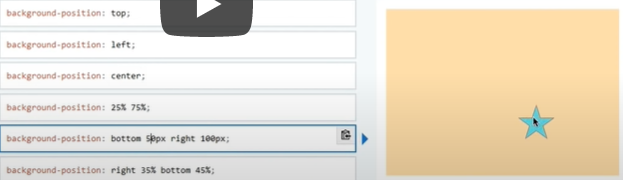 background-position: top;
background-position: left;
background-position: center;
background-position: 25% 75%;
background-position: bottom 50px right 100px;
background-position: right 35% bottom 45%;